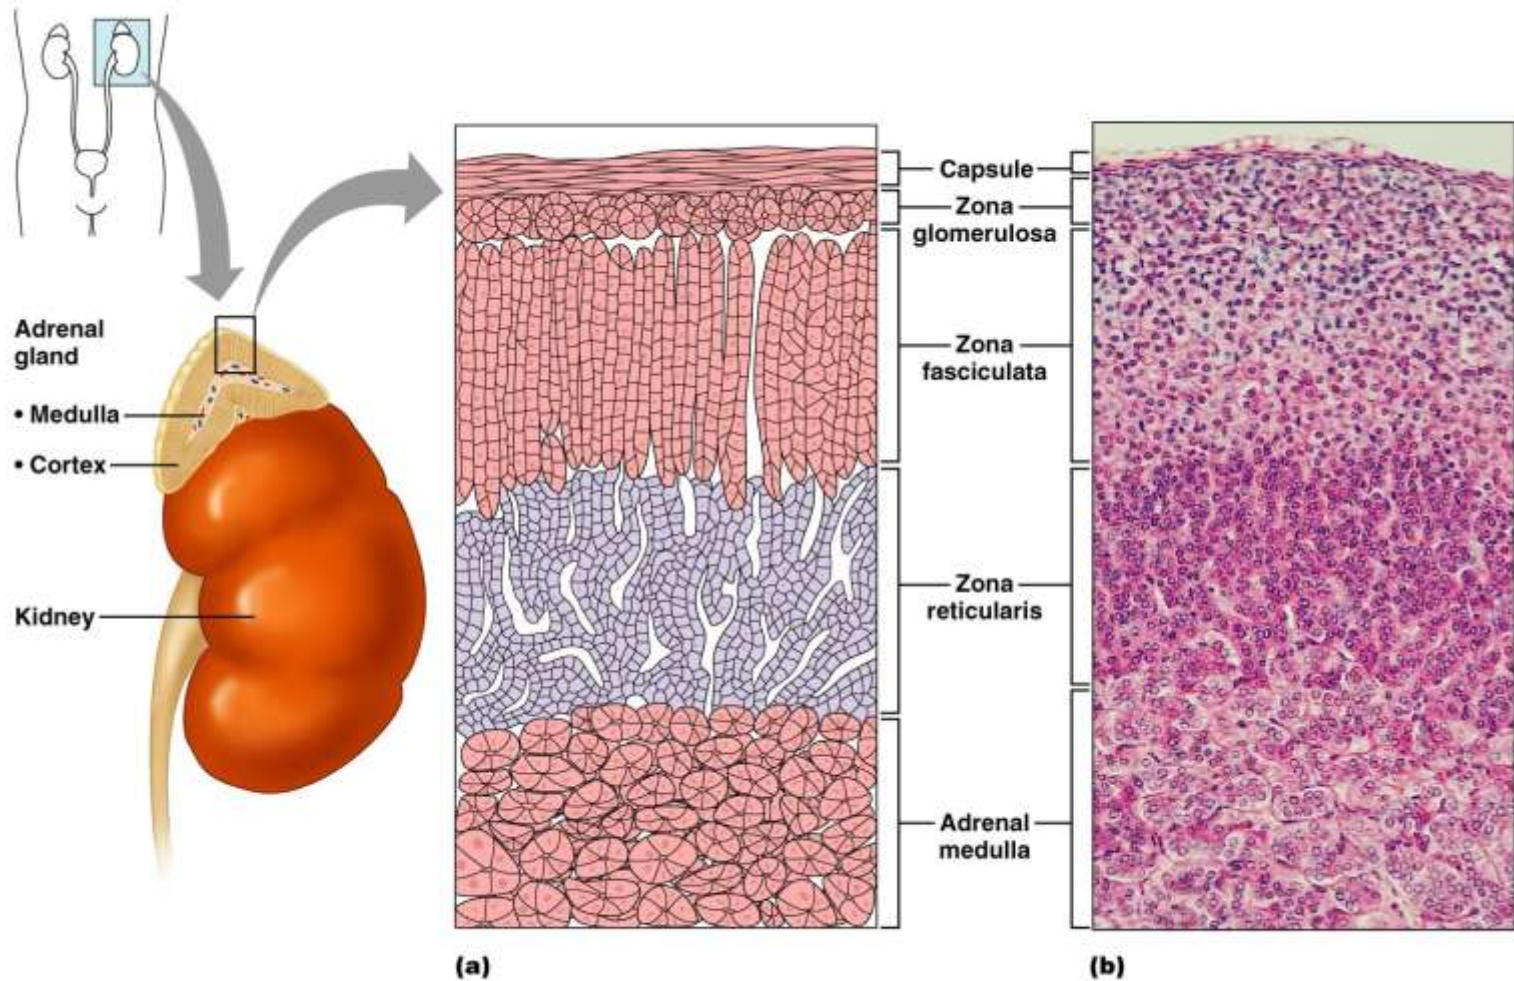 Adrenal
gland
• Medulla
• Cortex
Kidney
Capsule
Zona
glomerulosa
Zona
fasciculata
Zona
reticularis
Adrenal
medulla
(a)
(b)